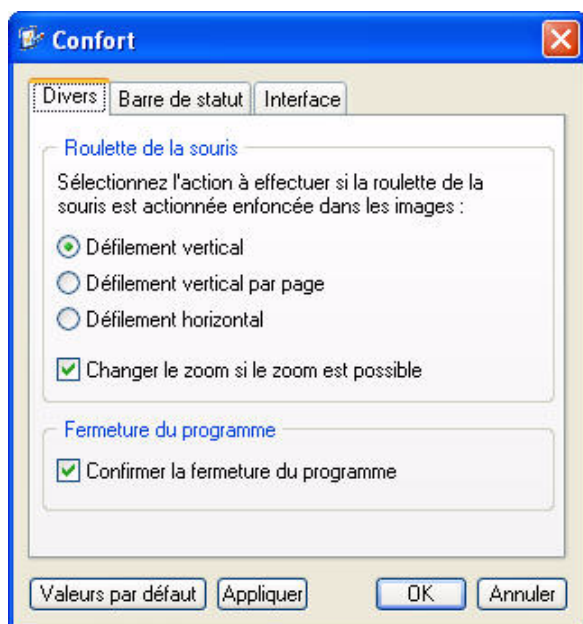 Confort
Divers Barre de statut Interface
Roulette de la souris
Sélectionnez l'action à effectuer si la roulette de la
souris est actionnée enfoncée dans les images :
Défilement vertical
Défilement vertical par page
Défilement horizontal
Changer le zoom si le zoom est possible
Fermeture du programme
Confirmer la fermeture du programme
Valeurs par défaut Appliquer OK Annuler